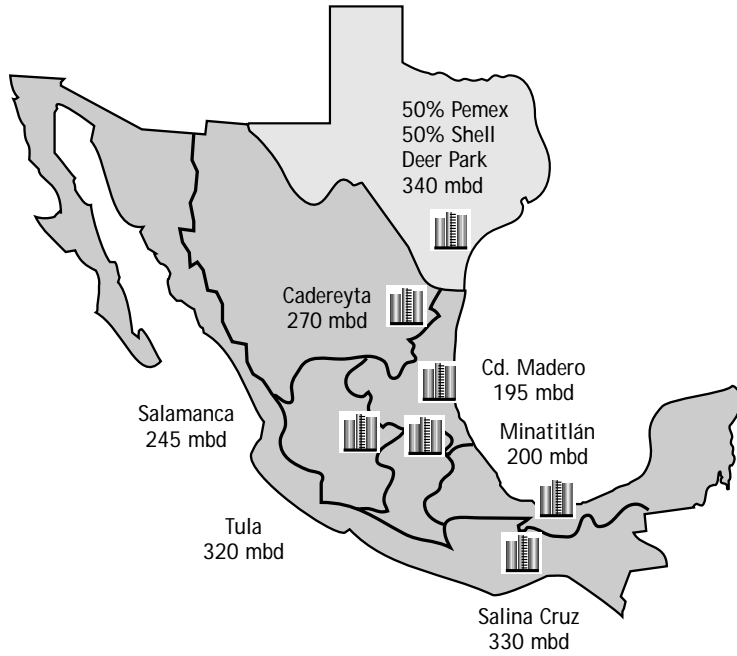 50% Pemex
50% Shell
Deer Park
340 mbd
Cadereyta
270 mbd
Cd. Madero
195 mbd
Salamanca
245 mbd
Minatitlán
200 mbd
Tula
320 mbd
Salina Cruz
330 mbd